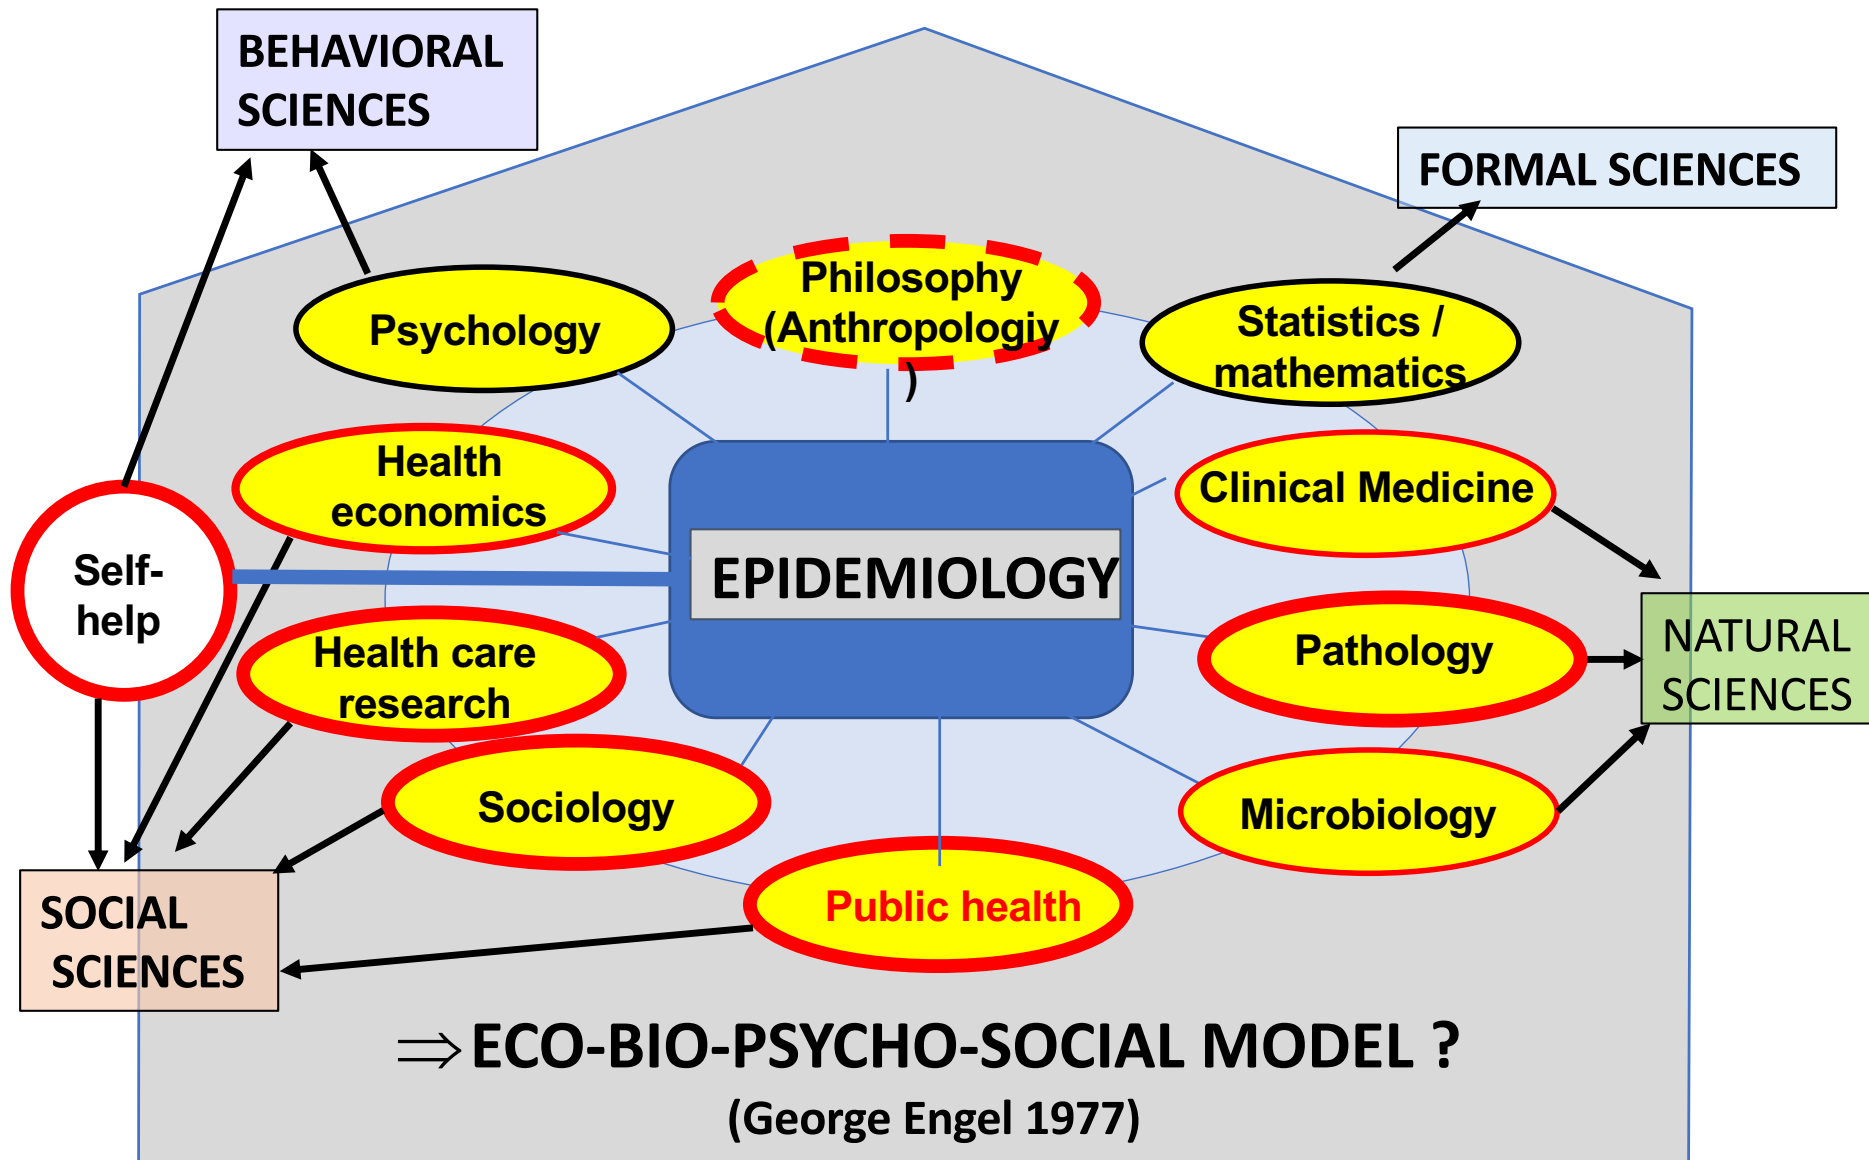 BEHAVIORAL
SCIENCES
FORMAL SCIENCES
Philosophy
(Anthropologiy
)
Psychology
Statistics /
mathematics
Health
economics
Clinical Medicine
Self-
help
EPIDEMIOLOGY
Health care
research
Pathology
NATURAL
SCIENCES
Sociology
Microbiology
Public health
SOCIAL
SCIENCES
⇒ ECO-BIO-PSYCHO-SOCIAL MODEL ?
(George Engel 1977)